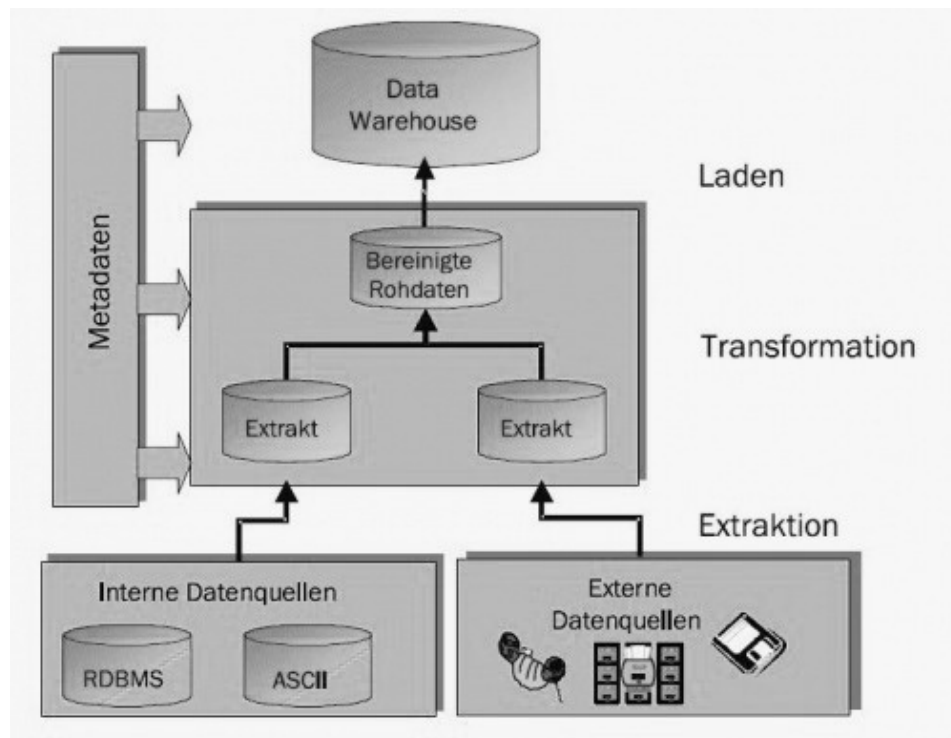 Data
Warehouse
Laden
Metadaten
Bereinigte
Rohdaten
Transformation
Extrakt
Extrakt
Extraktion
Interne Datenquellen
RDBMS
ASCII
Externe
Datenquellen